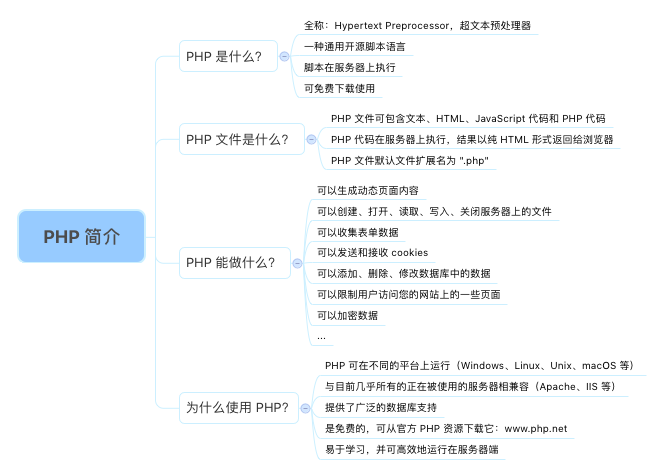 PHP 简介
PHP 是什么？
全称：Hypertext Preprocessor，超文本预处理器
一种通用开源脚本语言
脚本在服务器上执行
可免费下载使用
PHP 文件是什么？
PHP 文件可包含文本、HTML、JavaScript 代码和 PHP 代码
PHP 代码在服务器上执行，结果以纯 HTML 形式返回给浏览器
PHP 文件默认文件扩展名为 ".php"
PHP 能做什么？
可以生成动态页面内容
可以创建、打开、读取、写入、关闭服务器上的文件
可以收集表单数据
可以发送和接收 cookies
可以添加、删除、修改数据库中的数据
可以限制用户访问您的网站上的一些页面
可以加密数据
...
为什么使用 PHP?
PHP 可在不同的平台上运行（Windows、Linux、Unix、macOS 等）
与目前几乎所有的正在被使用的服务器相兼容（Apache、IIS 等）
提供了广泛的数据库支持
是免费的，可从官方 PHP 资源下载它：www.php.net
易于学习，并可高效地运行在服务器端